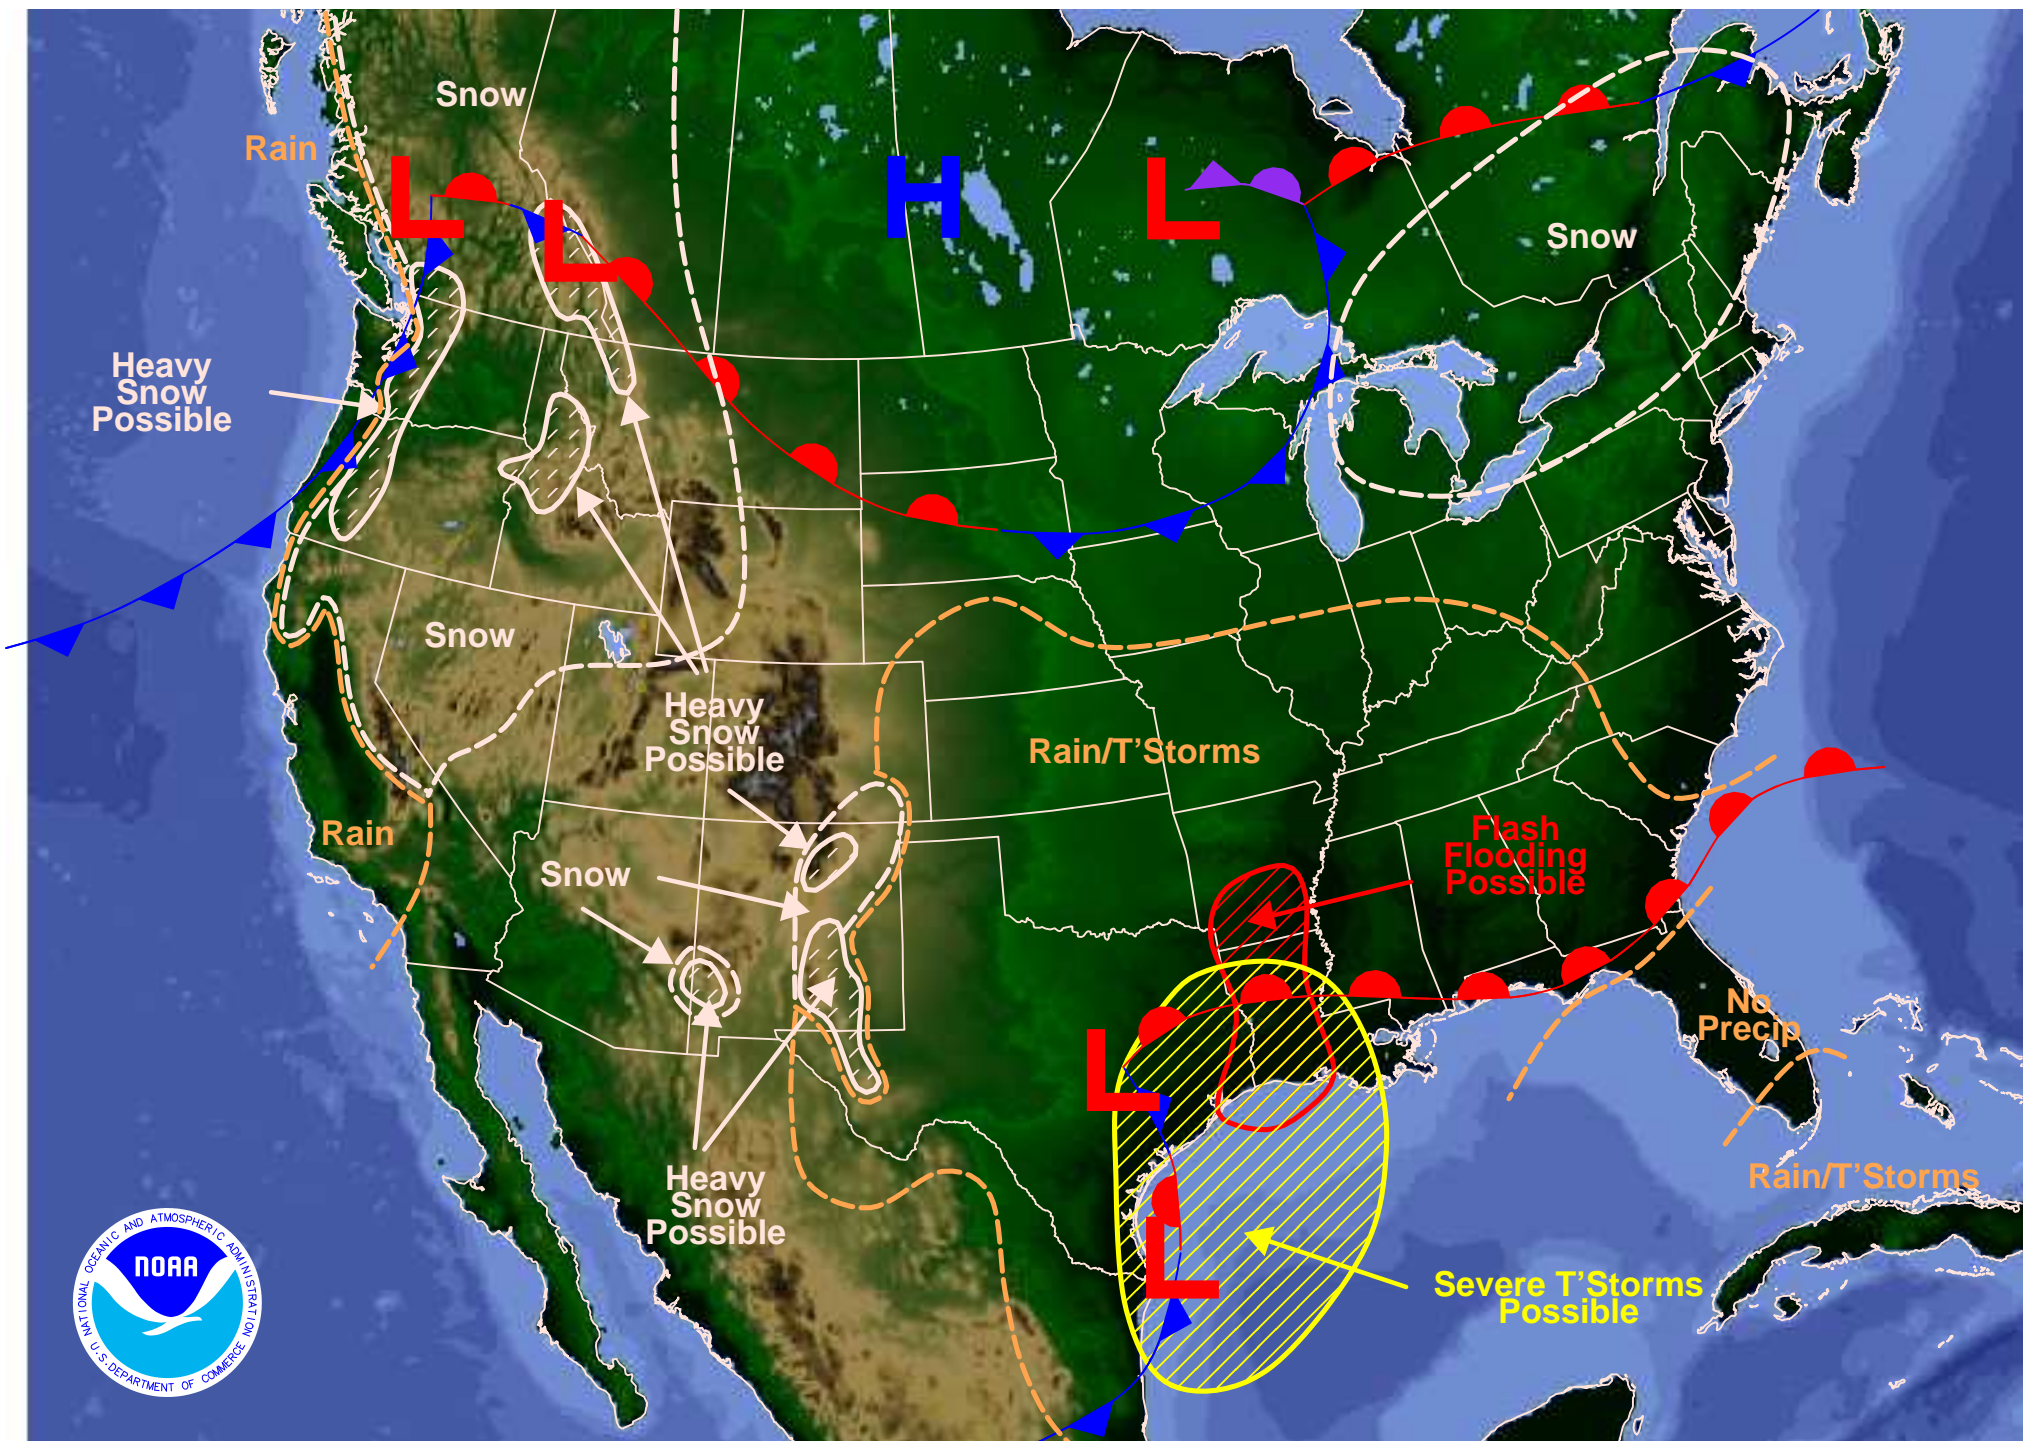 Snow
Rain
L
L
H
L
Snow
Heavy
Snow
Possible
Snow
Heavy
Snow
Possible
Rain/T'Storms
Rain
Flash
Flooding
Possible
Snow
No
Precip
L
Heavy
Snow
Possible
Rain/T'Storms
L
Severe T'Storms
Possible
NATIONAL OCEANIC AND ATMOSPHERIC ADMINISTRATION
NOAA
U.S. DEPARTMENT OF COMMERCE